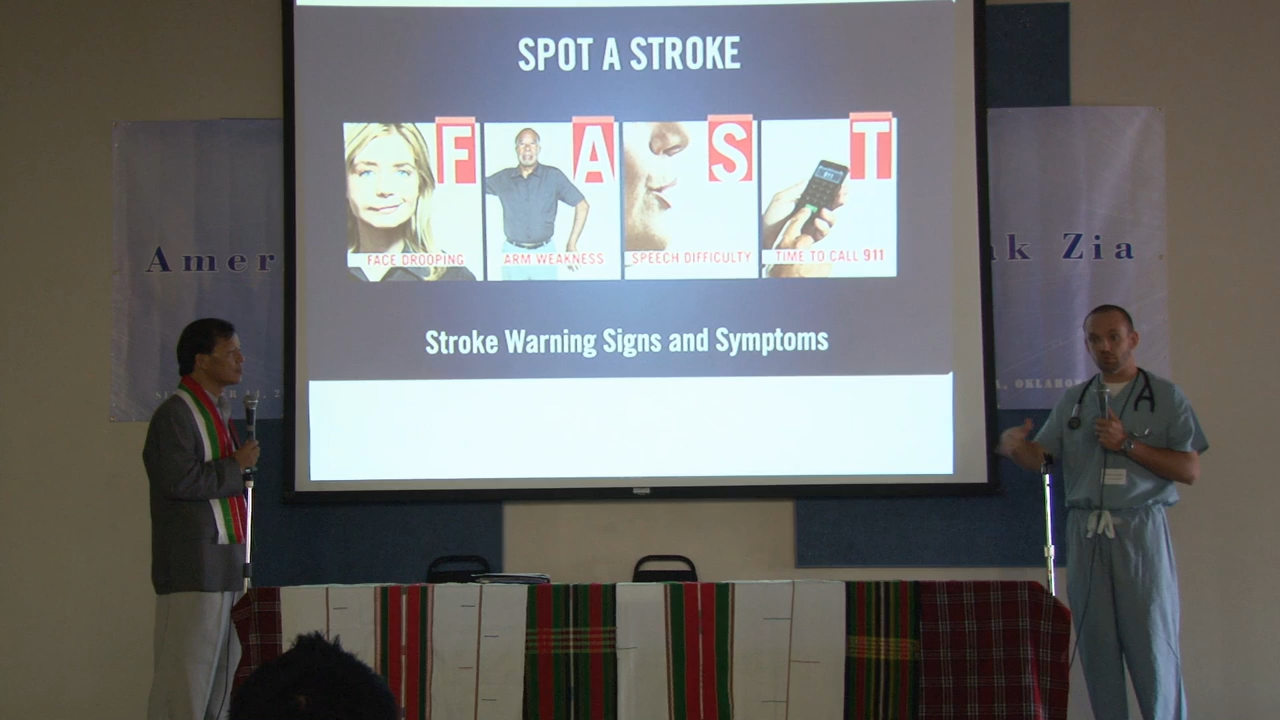 SPOT A STROKE
F
A
S
T
FACE DROOPING
ARM WEAKNESS
SPEECH DIFFICULTY
TIME TO CALL 911
Stroke Warning Signs and Symptoms
Amer
Zia